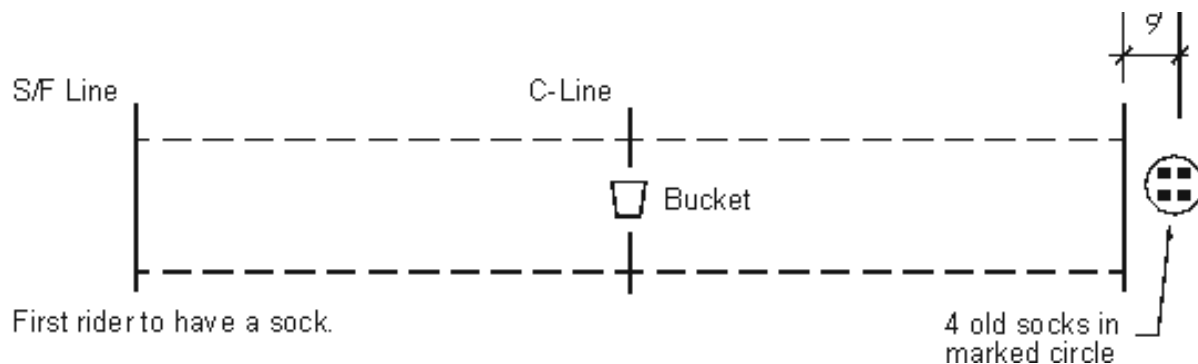 9'
S/F Line
C-Line
Bucket
First rider to have a sock.
4 old socks in
marked circle